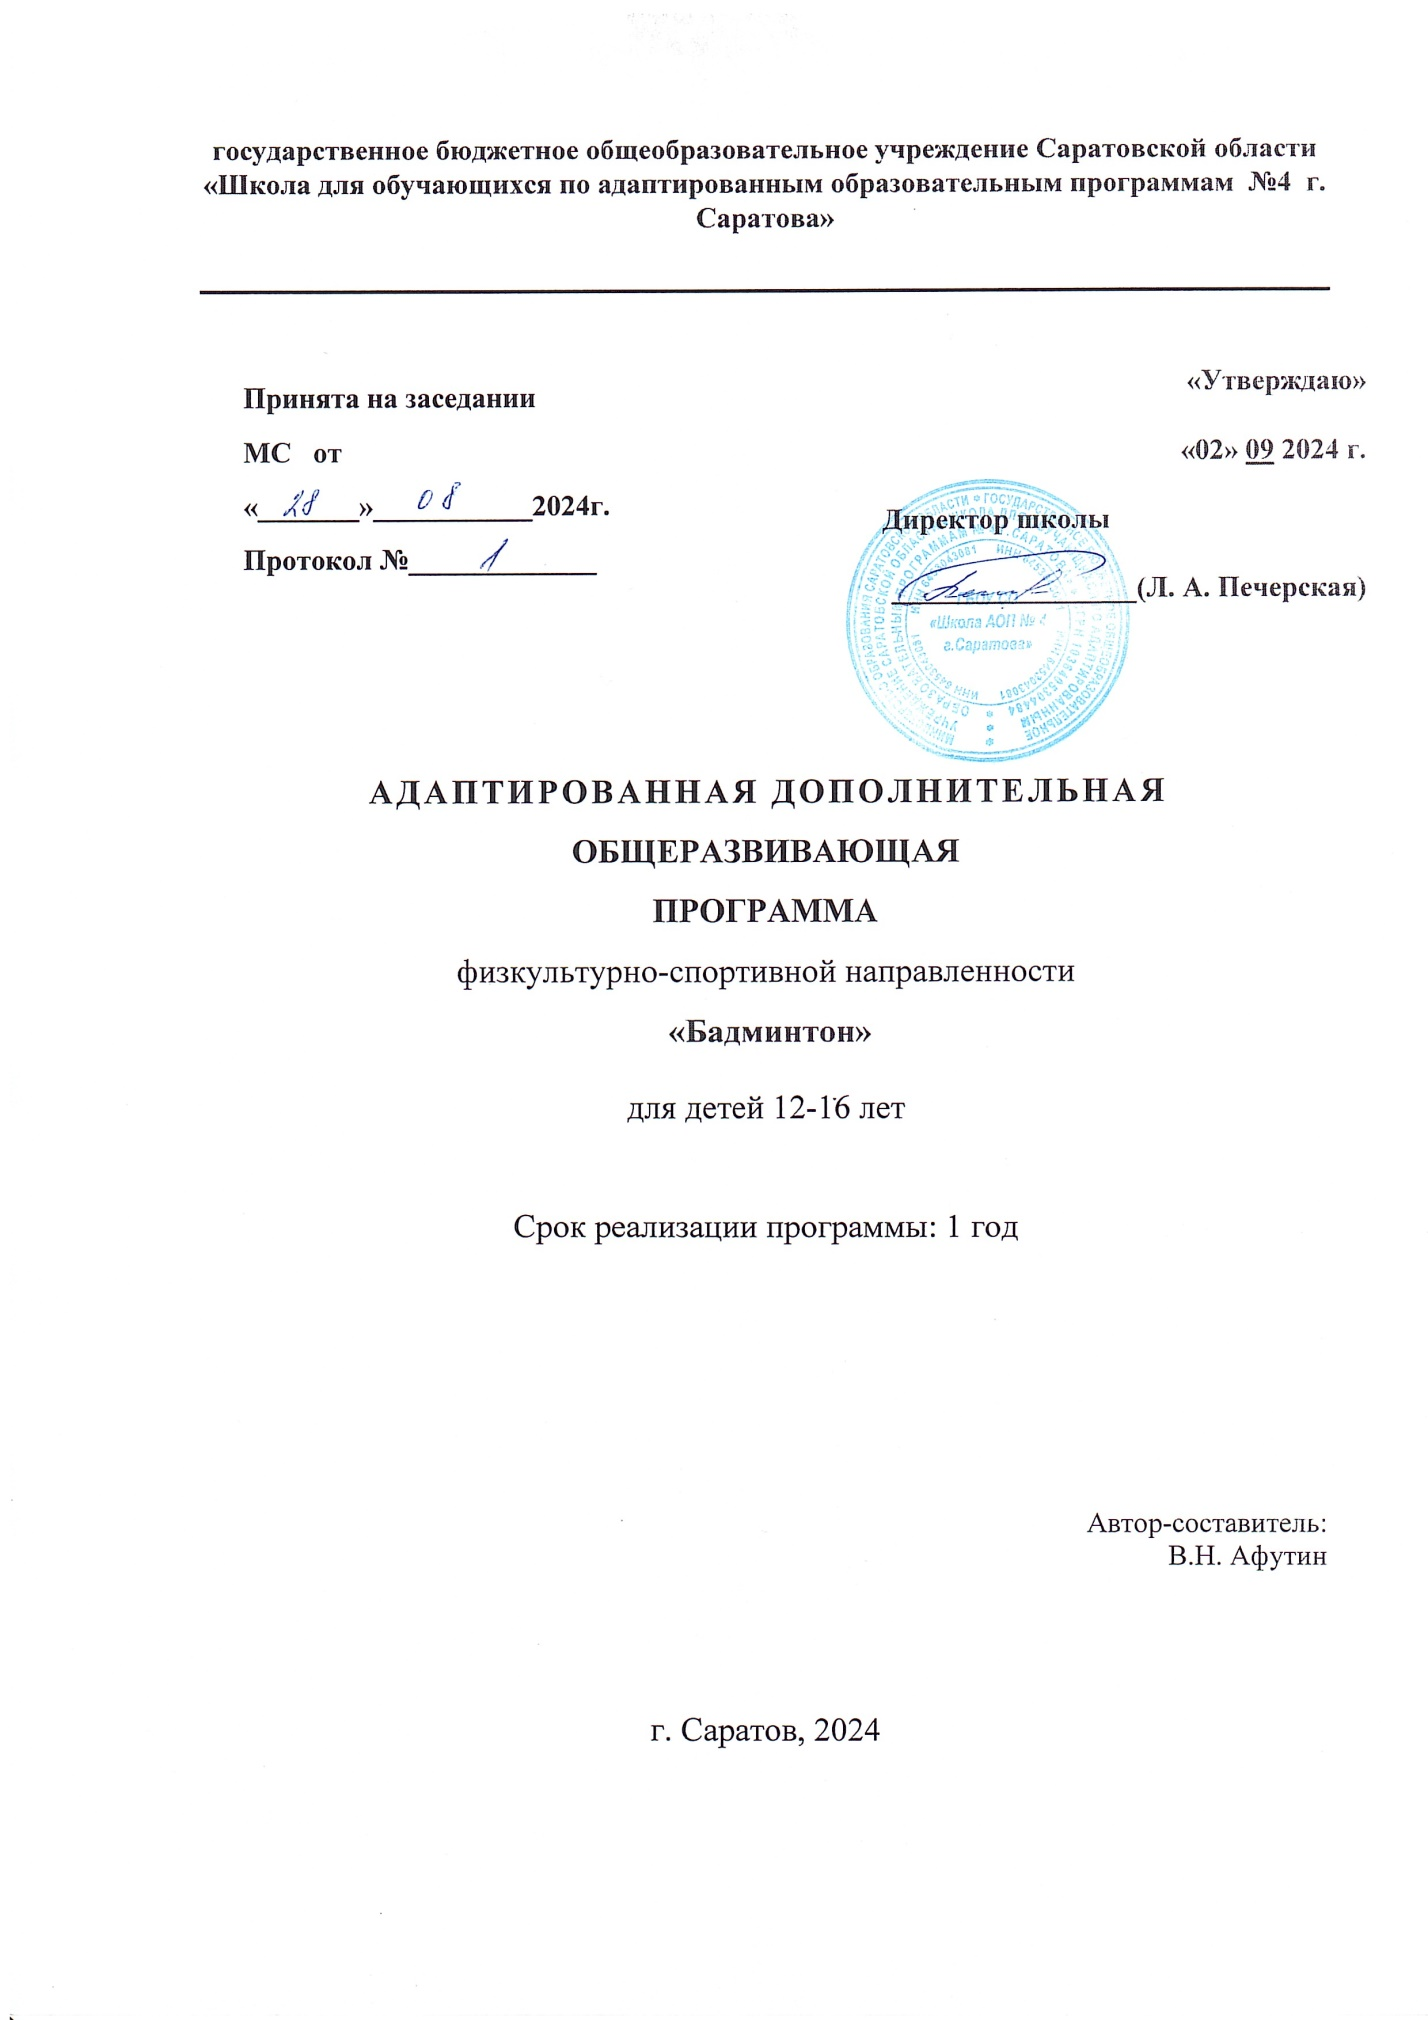 государственное бюджетное общеобразовательное учреждение Саратовской области
«Школа для обучающихся по адаптированным образовательным программам №4 г.
Саратова»
Принята на заседании
МС от
«28» 08 2024г.
Протокол № 1
«Утверждаю»
«02» 09 2024 г.
Директор школы
(Л. А. Печерская)
«Школа АОП № 4
г.Саратова»
АДАПТИРОВАННАЯ ДОПОЛНИТЕЛЬНАЯ
ОБЩЕРАЗВИВАЮЩАЯ
ПРОГРАММА
физкультурно-спортивной направленности
«Бадминтон»
для детей 12-16 лет
Срок реализации программы: 1 год
Автор-составитель:
В.Н. Афутин
г. Саратов, 2024